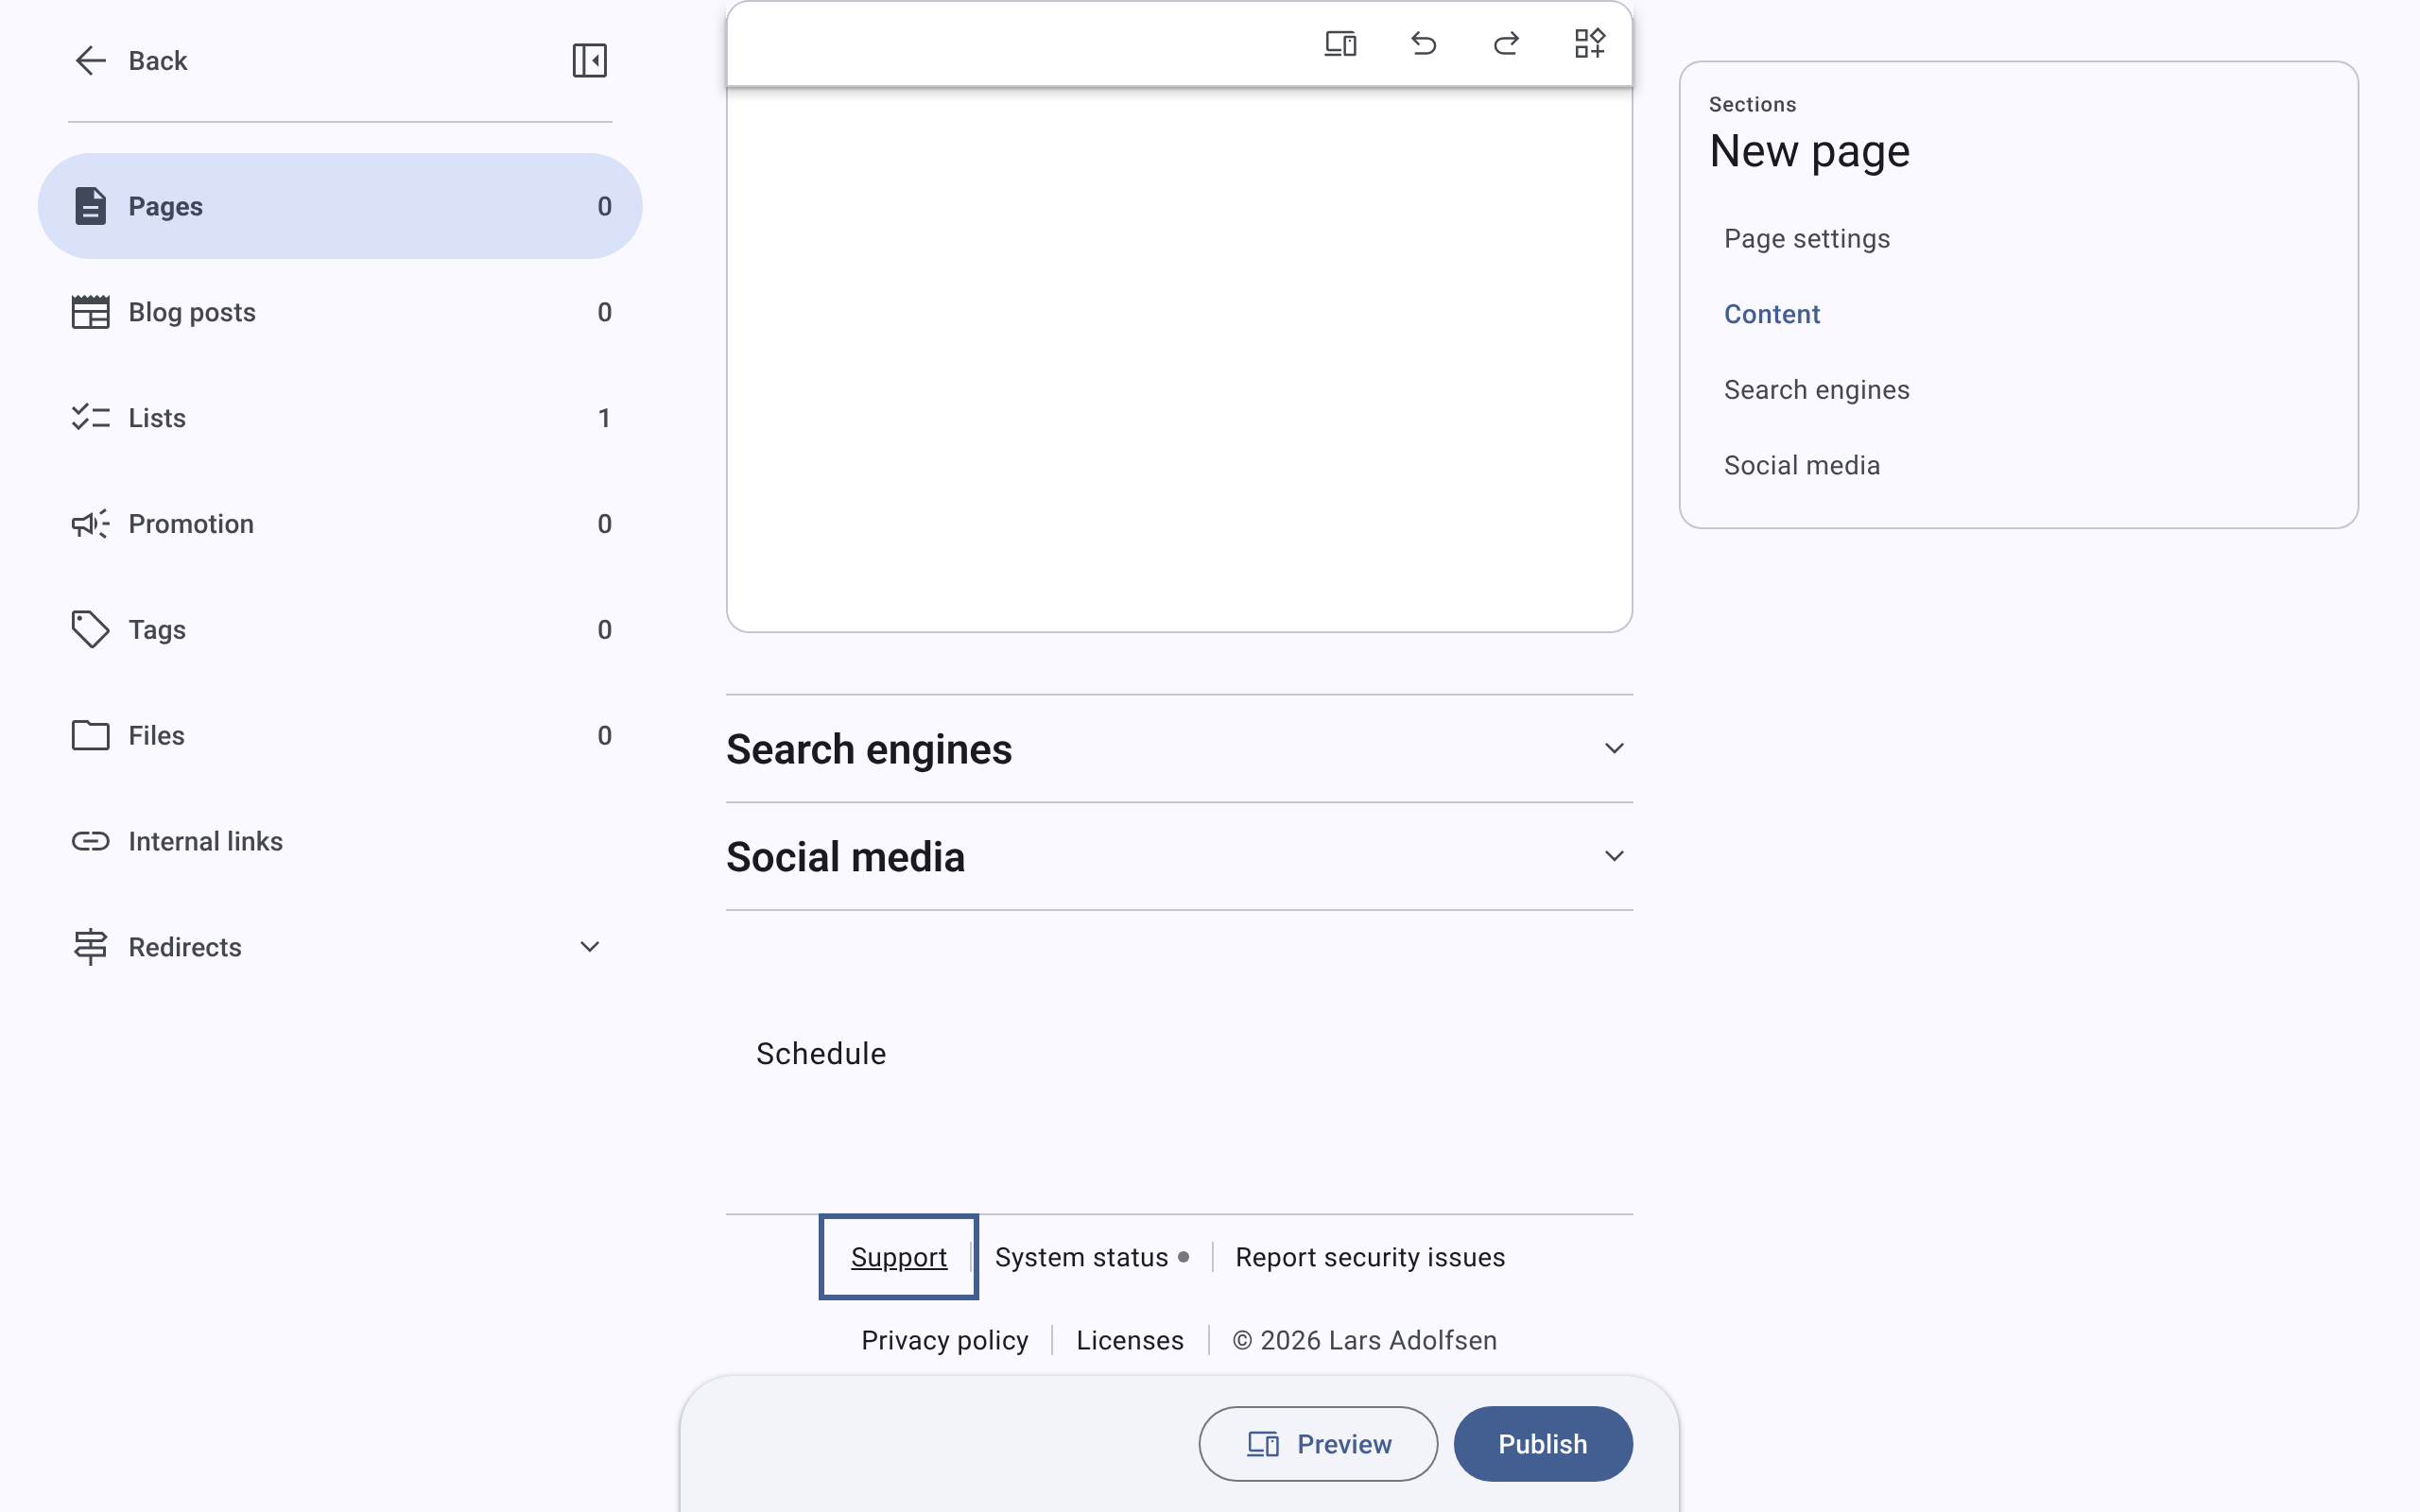 Back
Pages 0
Blog posts 0
Lists 1
Promotion 0
Tags 0
Files 0
Internal links
Redirects
Search engines
Social media
Schedule
Support System status Report security issues
Privacy policy Licenses © 2026 Lars Adolfsen
Preview Publish
Sections
New page
Page settings
Content
Search engines
Social media